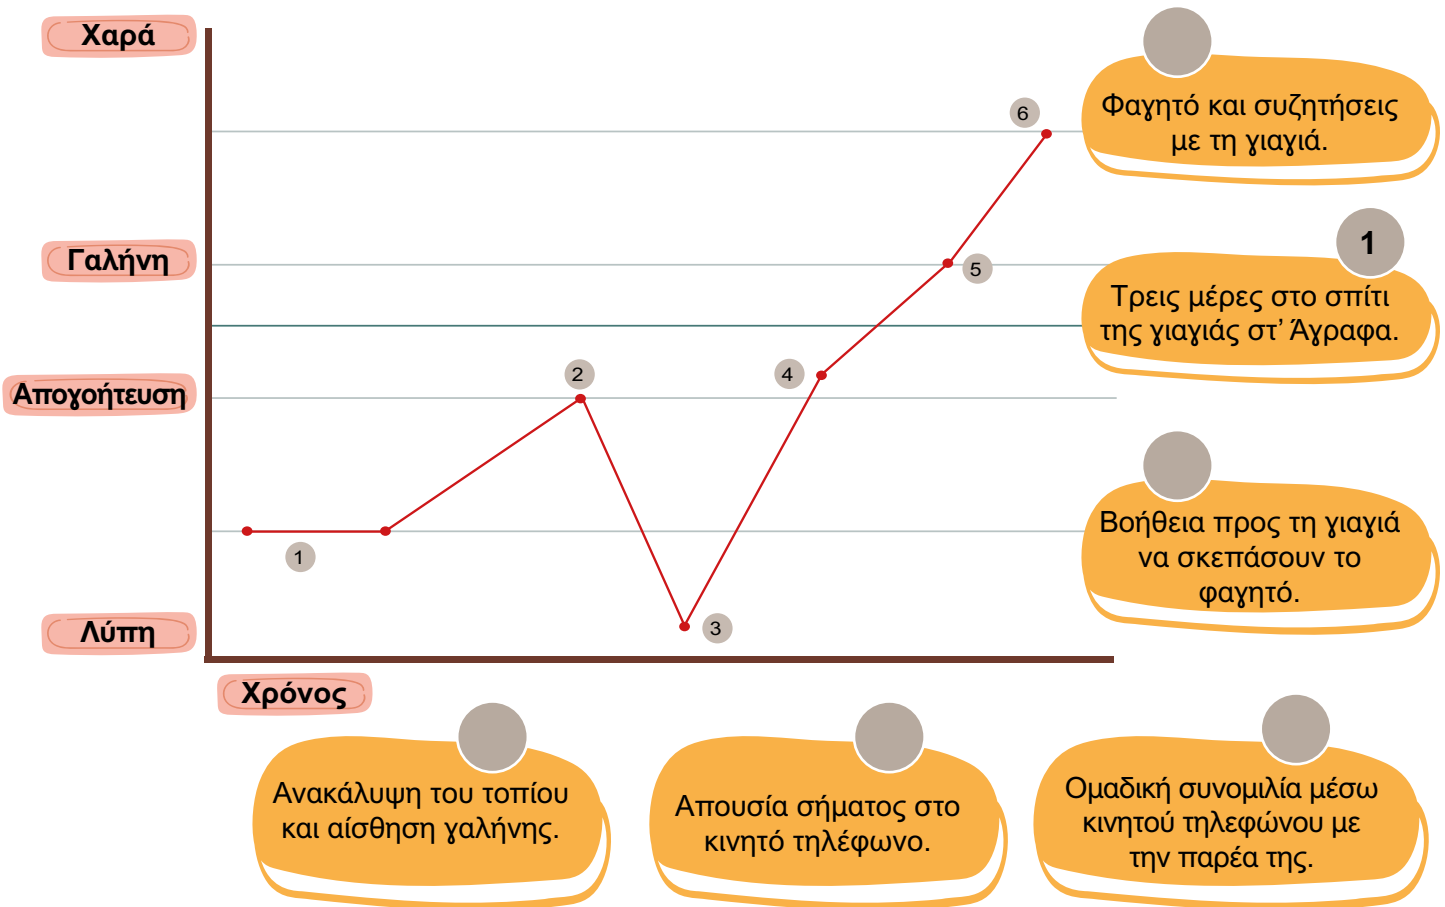 Χαρά
Γαλήνη
Απογοήτευση
Λύπη
Χρόνος
1
2
3
4
5
6
Φαγητό και συζητήσεις
με τη γιαγιά.
1
Τρεις μέρες στο σπίτι
της γιαγιάς στ’ Άγραφα.
Βοήθεια προς τη γιαγιά
να σκεπάσουν το
φαγητό.
Ανακάλυψη του τοπίου
και αίσθηση γαλήνης.
Απουσία σήματος στο
κινητό τηλέφωνο.
Ομαδική συνομιλία μέσω
κινητού τηλεφώνου με
την παρέα της.